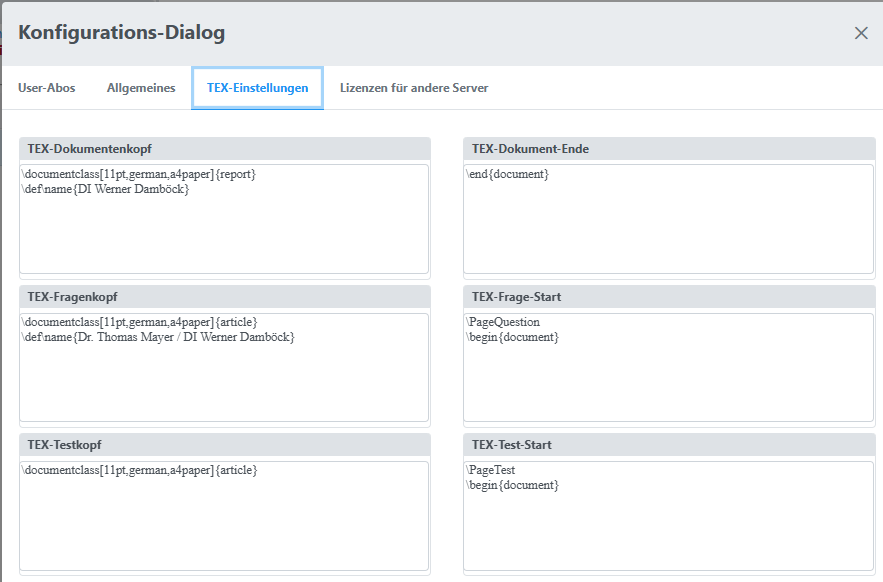 Konfigurations-Dialog
User-Abos
Allgemeines
TEX-Einstellungen
Lizenzen für andere Server
TEX-Dokumentenkopf
\documentclass[11pt,german,a4paper]{report}
\def\name{DI Werner Damböck}
TEX-Dokument-Ende
\end{document}
TEX-Fragenkopf
\documentclass[11pt,german,a4paper]{article}
\def\name{Dr. Thomas Mayer / DI Werner Damböck}
TEX-Frage-Start
\PageQuestion
\begin{document}
TEX-Testkopf
\documentclass[11pt,german,a4paper]{article}
TEX-Test-Start
\PageTest
\begin{document}